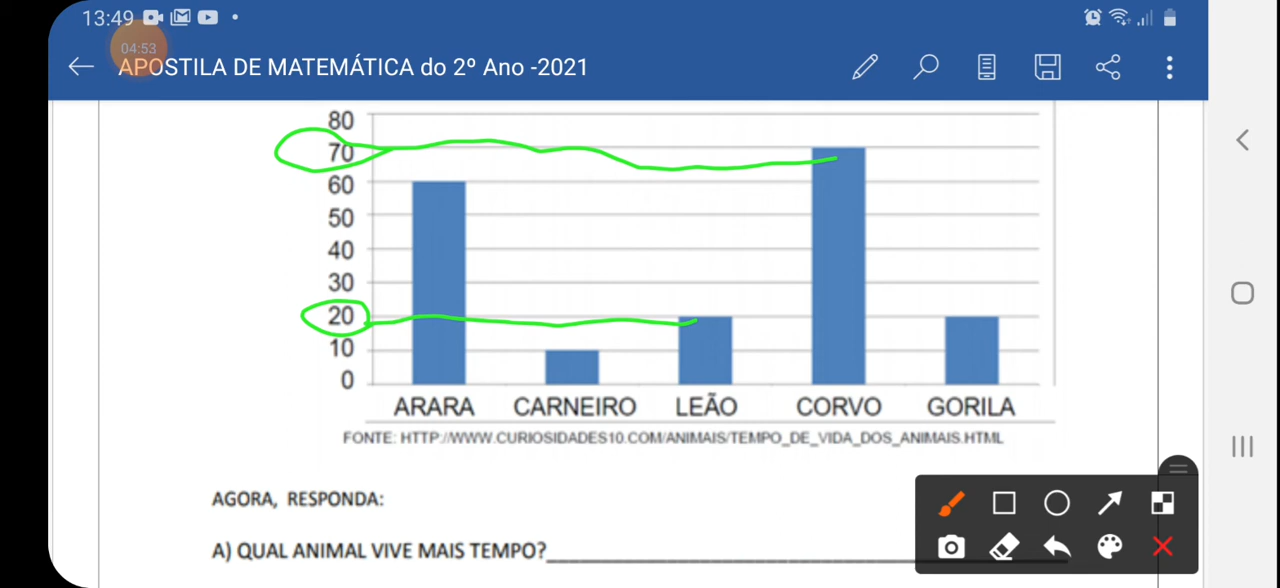 13:49
04:53
APOSTILA DE MATEMÁTICA do 2º Ano -2021
80
70
60
50
40
30
20
10
0
ARARA CARNEIRO LEÃO CORVO GORILA
FONTE: HTTP://WWW.CURIOSIDADES10.COM/ANIMAIS/TEMPO_DE_VIDA_DOS_ANIMAIS.HTML
AGORA, RESPONDA:
A) QUAL ANIMAL VIVE MAIS TEMPO?